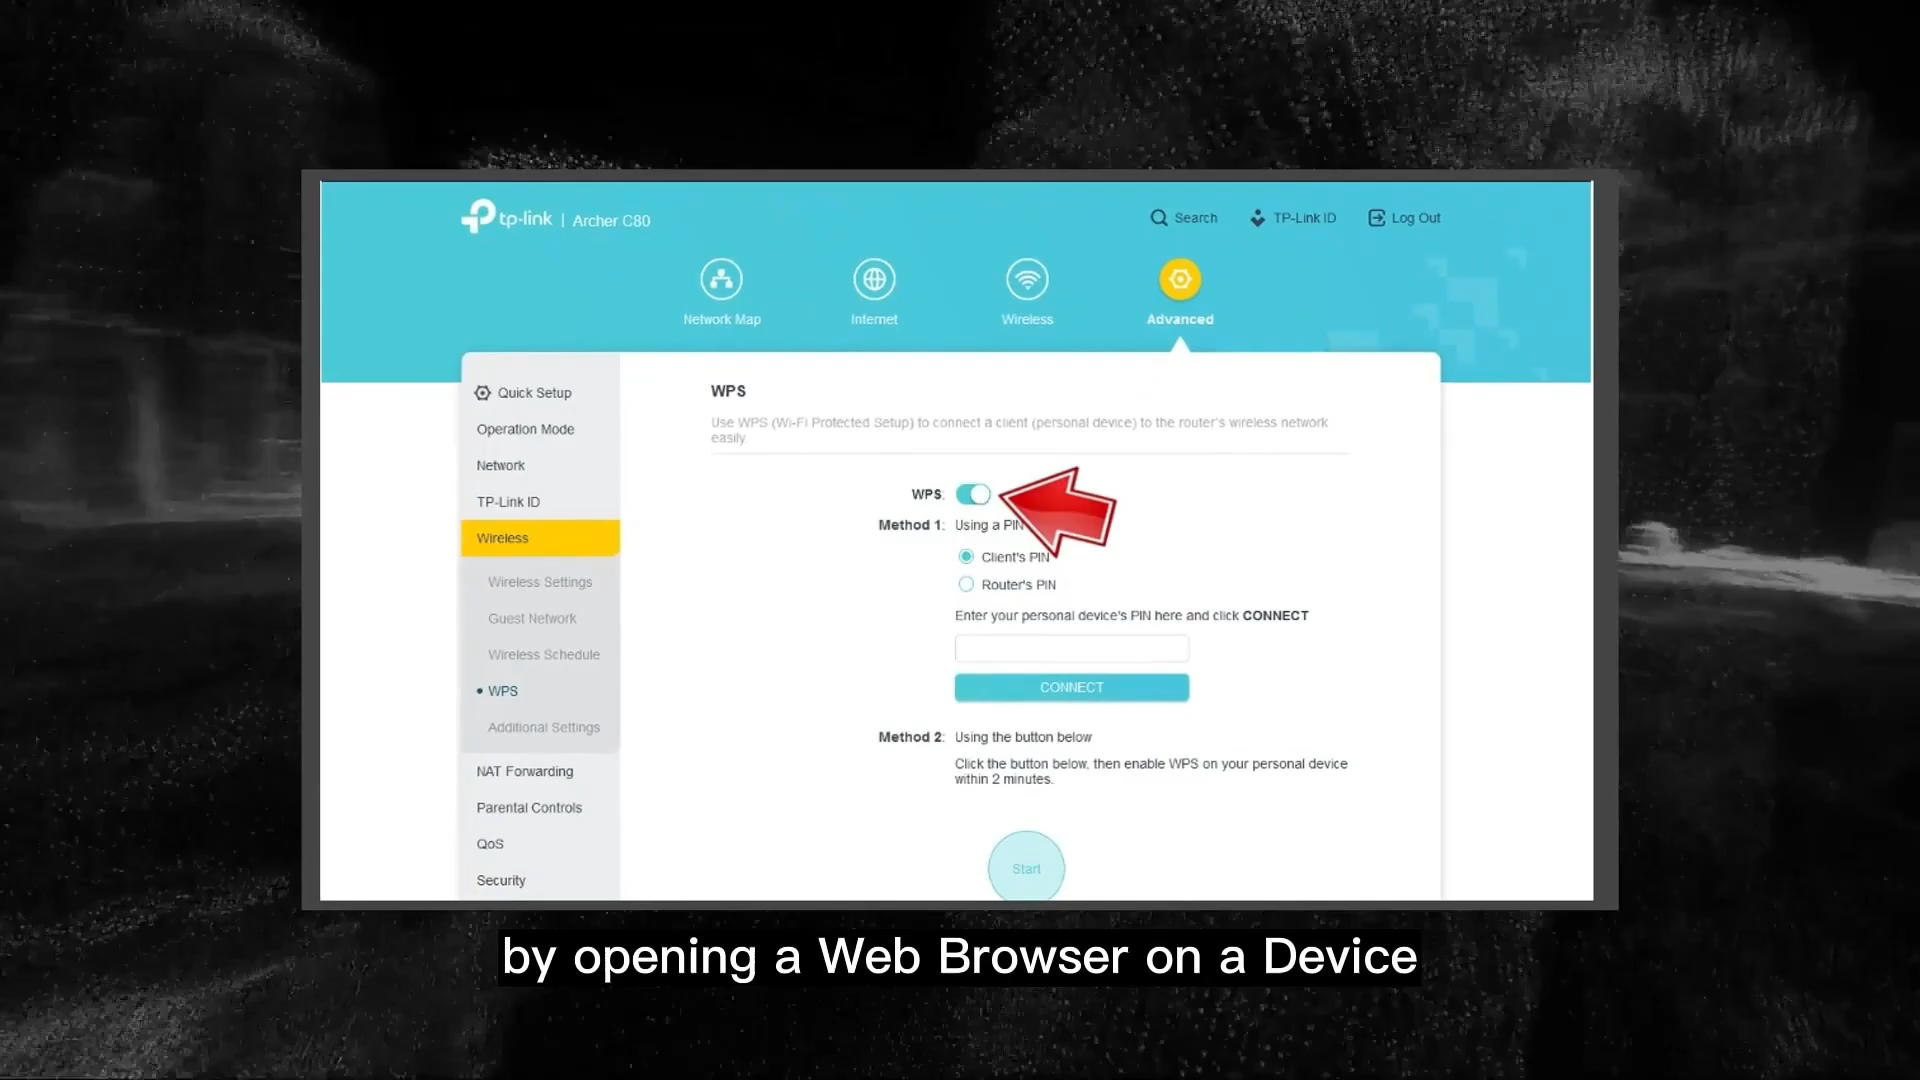 tp-link | Archer C80
Search
TP-Link ID
Log Out
Network Map
Internet
Wireless
Advanced
Quick Setup
Operation Mode
Network
TP-Link ID
Wireless
Wireless Settings
Guest Network
Wireless Schedule
WPS
Additional Settings
NAT Forwarding
Parental Controls
QoS
Security
WPS
Use WPS (Wi-Fi Protected Setup) to connect a client (personal device) to the router's wireless network
easily.
WPS:
Method 1: Using a PIN
Client's PIN
Router's PIN
Enter your personal device's PIN here and click CONNECT
CONNECT
Method 2: Using the button below
Click the button below, then enable WPS on your personal device
within 2 minutes.
Start
by opening a Web Browser on a Device